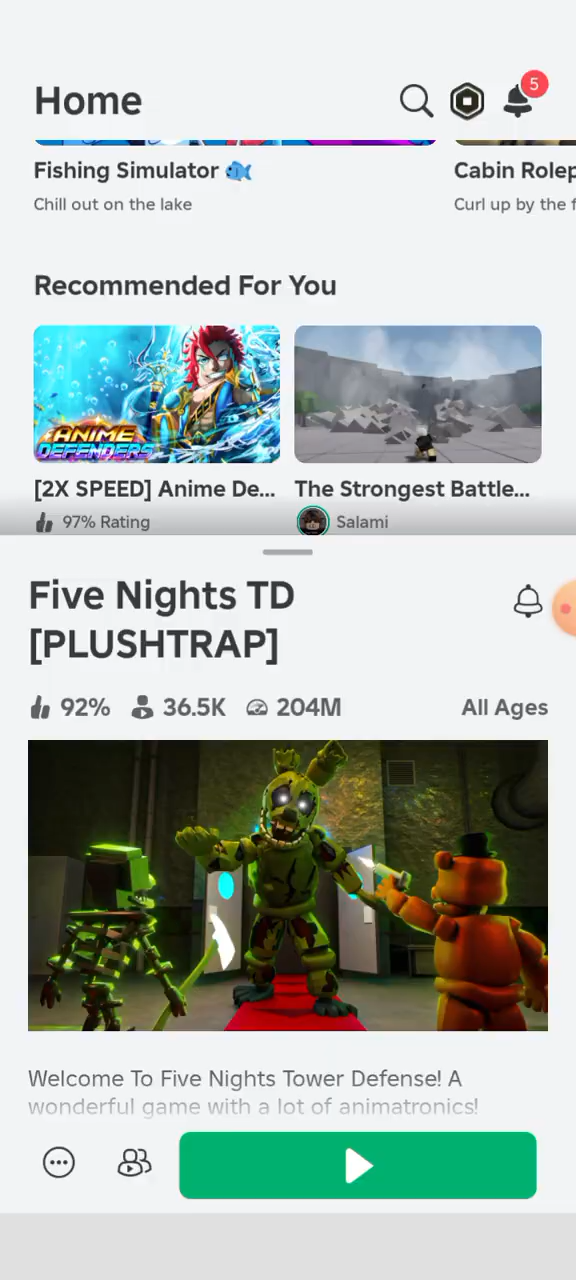 Home
5
Fishing Simulator 🐟
Cabin Rolep
Chill out on the lake
Curl up by the f
Recommended For You
ANIME
DEFENDERS
[2X SPEED] Anime De...
The Strongest Battle...
97% Rating
Salami
Five Nights TD
[PLUSHTRAP]
92%
36.5K
204M
All Ages
Welcome To Five Nights Tower Defense! A
wonderful game with a lot of animatronics!